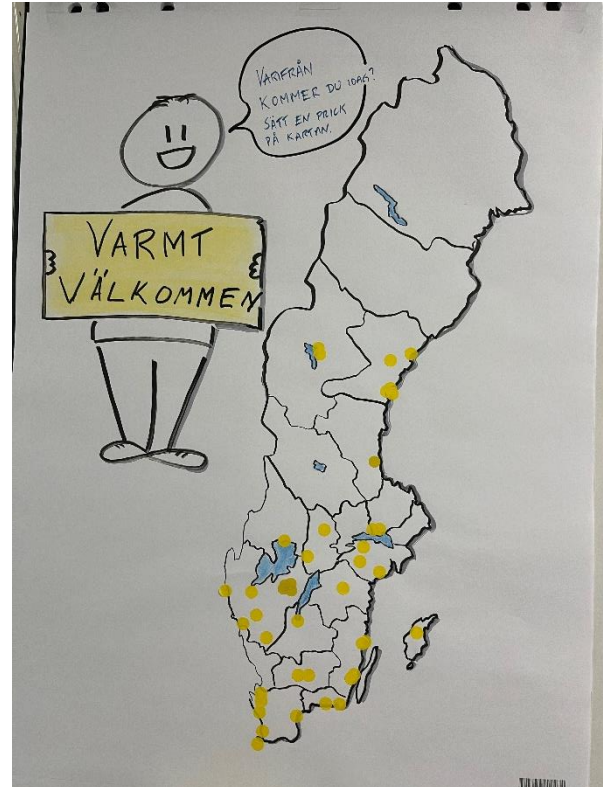 VARIFRÅN
KOMMER DU IDAG?
SÄTT EN PRICK
PÅ KARTAN.
VARMT
VÄLKOMMEN